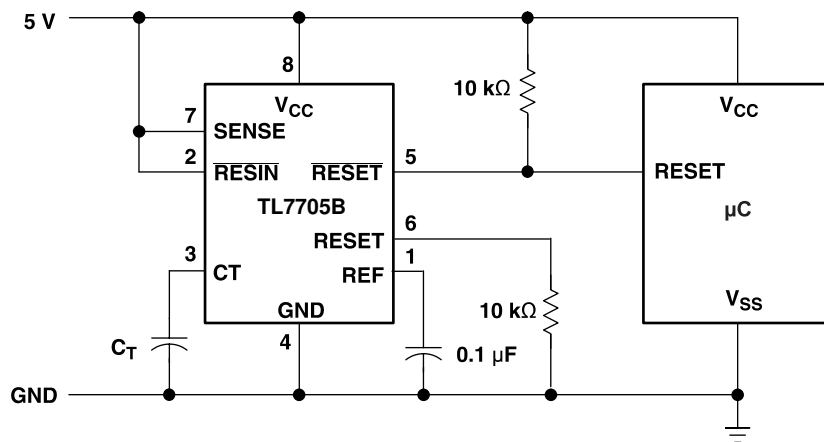 5 V
8
10 kΩ
VCC
VCC
7
SENSE
2
RESIN
RESET
5
RESET
TL7705B
µC
6
RESET
3
1
CT
REF
VSS
GND
10 kΩ
4
CT
0.1 µF
GND